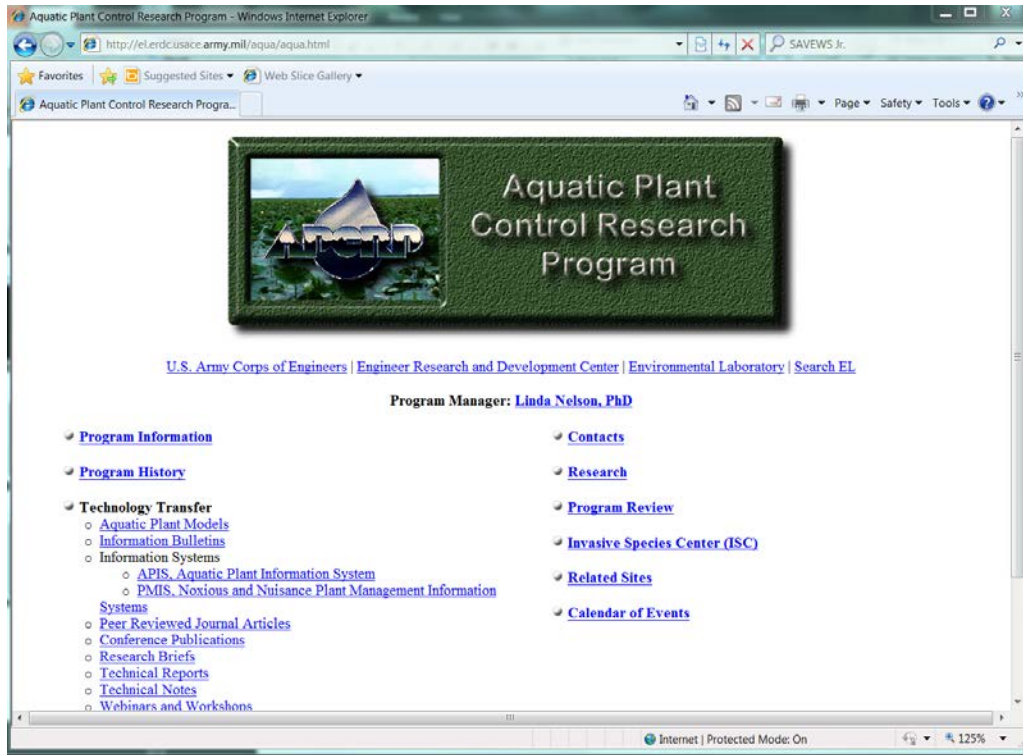 Aquatic Plant Control Research Program - Windows Internet Explorer
http://el.erdc.usace.army.mil/aqua/aqua.html
SAVEWS Jr.
Favorites
Suggested Sites
Web Slice Gallery
Aquatic Plant Control Research Progra...
Page Safety Tools
APCRP
Aquatic Plant
Control Research
Program
U.S. Army Corps of Engineers | Engineer Research and Development Center | Environmental Laboratory | Search EL
Program Manager: Linda Nelson, PhD
Program Information
Program History
Technology Transfer
Aquatic Plant Models
Information Bulletins
Information Systems
APIS, Aquatic Plant Information System
PMIS, Noxious and Nuisance Plant Management Information
Systems
Peer Reviewed Journal Articles
Conference Publications
Research Briefs
Technical Reports
Technical Notes
Webinars and Workshops
Contacts
Research
Program Review
Invasive Species Center (ISC)
Related Sites
Calendar of Events
Internet | Protected Mode: On
125%